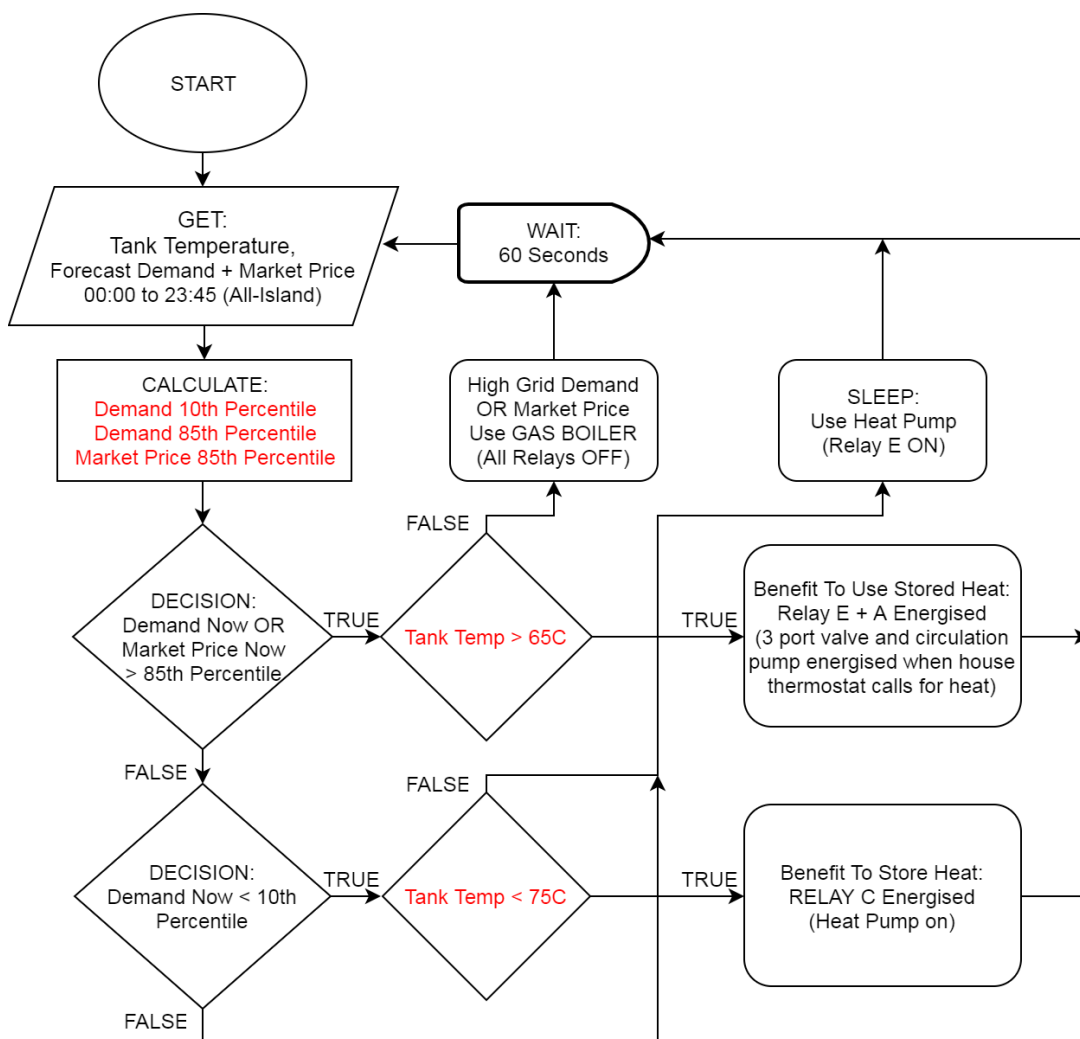 START
GET:
Tank Temperature,
Forecast Demand + Market Price
00:00 to 23:45 (All-Island)
WAIT:
60 Seconds
CALCULATE:
Demand 10th Percentile
Demand 85th Percentile
Market Price 85th Percentile
High Grid Demand
OR Market Price
Use GAS BOILER
(All Relays OFF)
SLEEP:
Use Heat Pump
(Relay E ON)
FALSE
DECISION:
Demand Now OR
Market Price Now
> 85th Percentile
TRUE
Tank Temp > 65C
TRUE
Benefit To Use Stored Heat:
Relay E + A Energised
(3 port valve and circulation
pump energised when house
thermostat calls for heat)
FALSE
FALSE
DECISION:
Demand Now < 10th
Percentile
TRUE
Tank Temp < 75C
TRUE
Benefit To Store Heat:
RELAY C Energised
(Heat Pump on)
FALSE